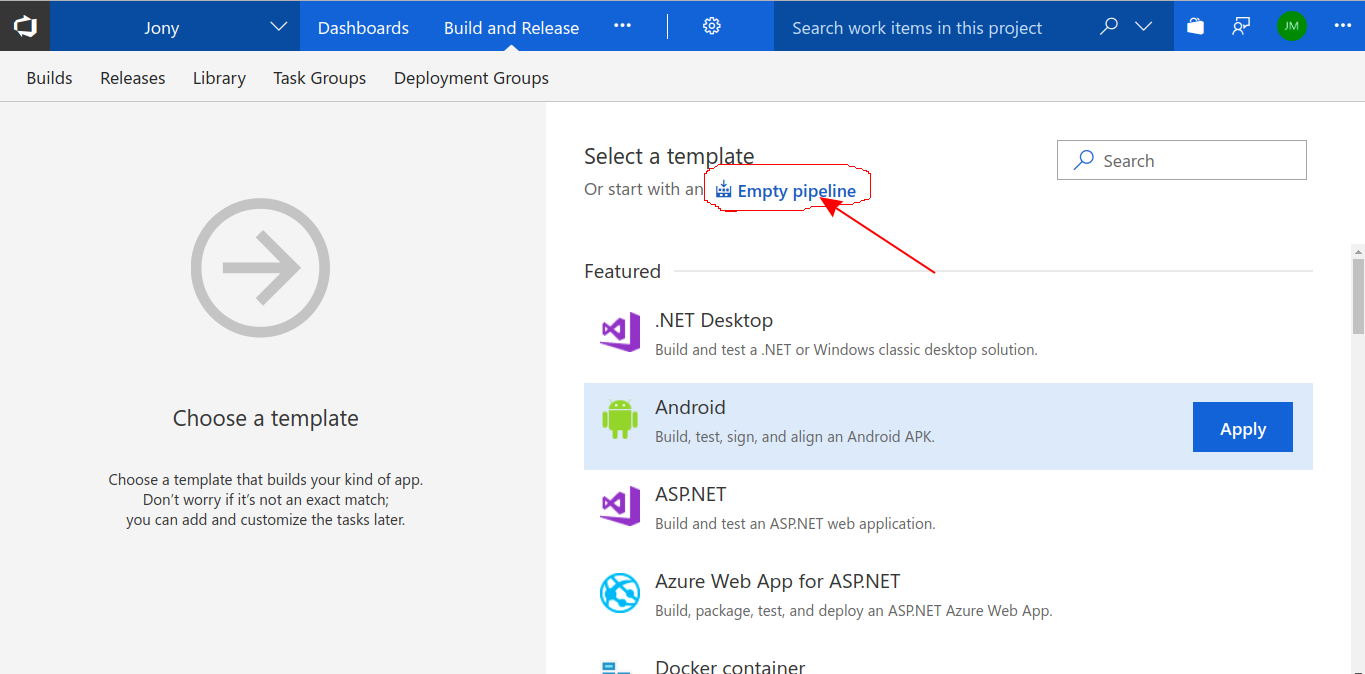 Jony Dashboards Build and Release ... Search work items in this project JM ...
Builds Releases Library Task Groups Deployment Groups
Select a template
Search
Or start with an Empty pipeline
Featured
.NET Desktop
Build and test a .NET or Windows classic desktop solution.
Android
Build, test, sign, and align an Android APK.
Apply
Choose a template
Choose a template that builds your kind of app.
Don't worry if it's not an exact match;
you can add and customize the tasks later.
ASP.NET
Build and test an ASP.NET web application.
Azure Web App for ASP.NET
Build, package, test, and deploy an ASP.NET Azure Web App.
Docker container